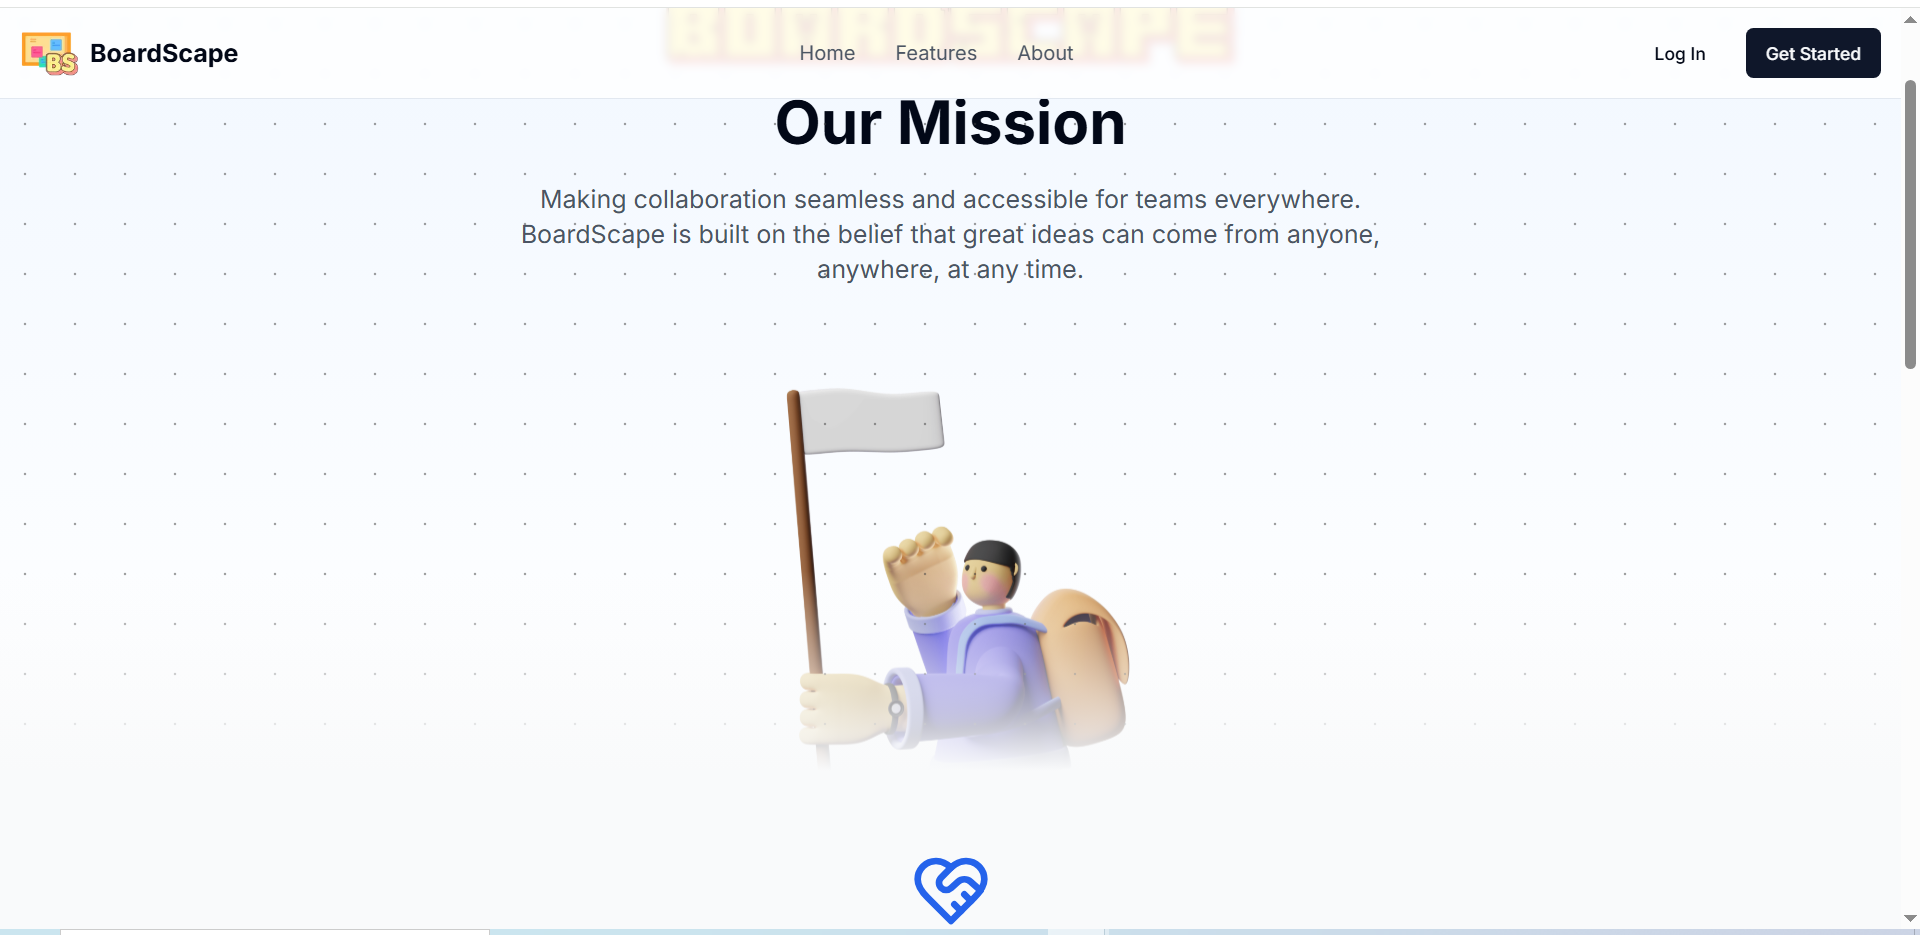 BOARDSCAPE
BS
BoardScape
Home
Features
About
Log In
Get Started
Our Mission
Making collaboration seamless and accessible for teams everywhere.
BoardScape is built on the belief that great ideas can come from anyone,
anywhere, at any time.